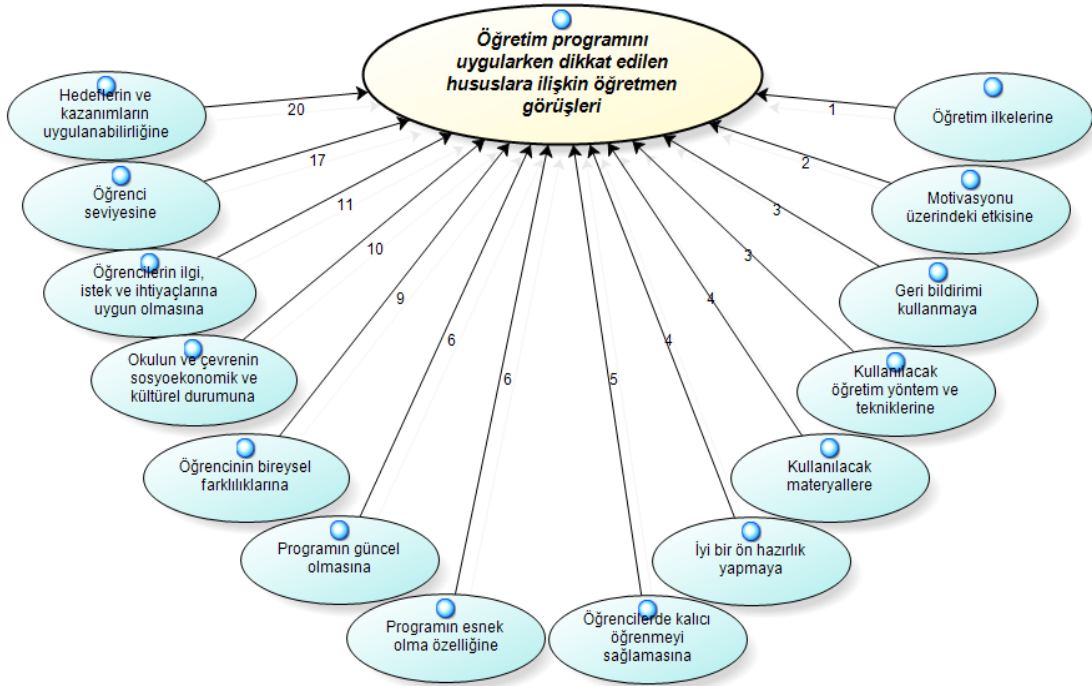 Öğretim programını
uygularken dikkat edilen
hususlara ilişkin öğretmen
görüşleri
Hedeflerin ve
kazanımların
uygulanabilirliğine
20
Öğrenci
seviyesine
17
Öğrencilerin ilgi,
istek ve ihtiyaçlarına
uygun olmasına
11
Okulun ve çevrenin
sosyoekonomik ve
kültürel durumuna
10
Öğrencinin bireysel
farklılıklarına
9
Programın güncel
olmasına
6
Programın esnek
olma özelliğine
6
Öğrencilerde kalıcı
öğrenmeyi
sağlamasına
5
İyi bir ön hazırlık
yapmaya
4
Kullanılacak
materyallere
4
Kullanılacak
öğretim yöntem ve
tekniklerine
3
Geri bildirimi
kullanmaya
3
Motivasyonu
üzerindeki etkisine
2
Öğretim ilkelerine
1